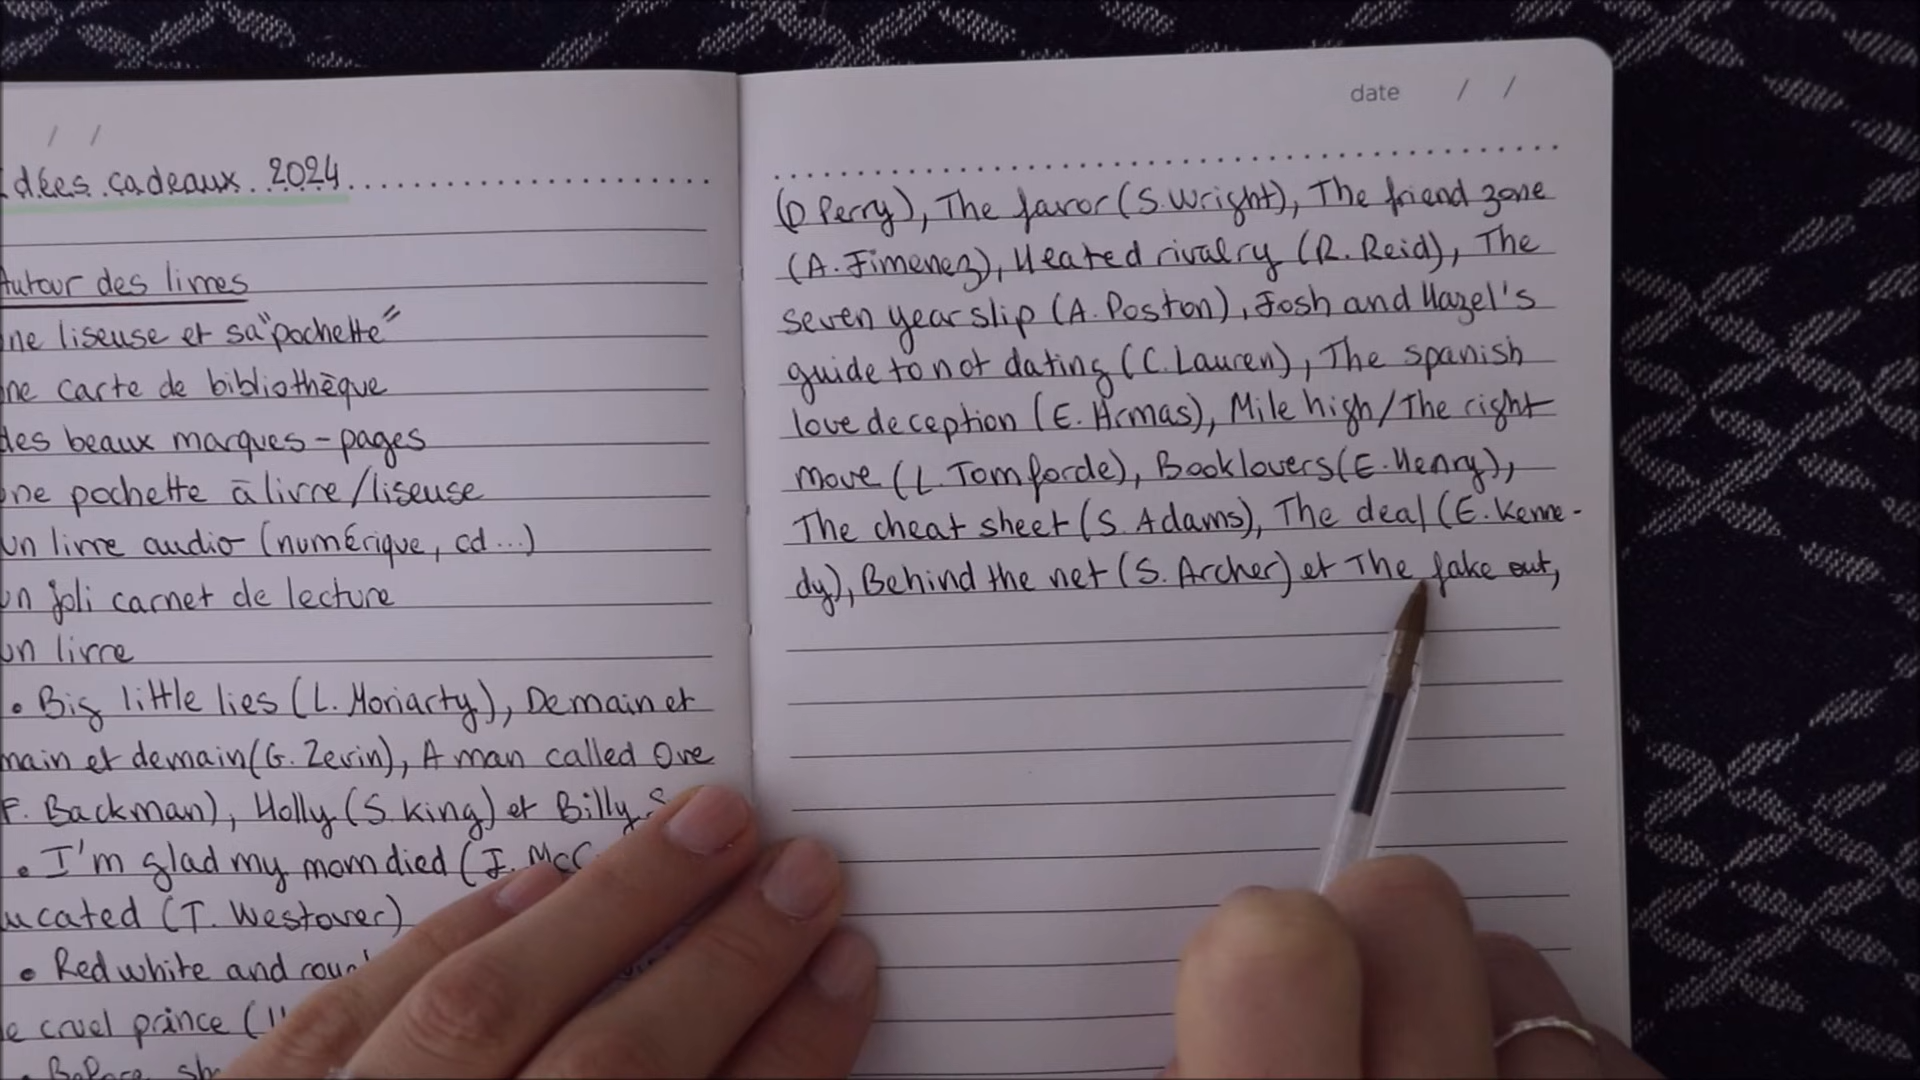 / /
dées cadeaux 2024
Autour des livres
ne liseuse et sa "pochette"
ne carte de bibliothèque
des beaux marques-pages
une pochette à livre/liseuse
un livre audio (numérique, cd...)
un joli carnet de lecture
un livre
• Big little lies (L. Moriarty), Demain et
main et demain (G. Zevin), A man called Ove
F. Backman), Holly (S. King) et Billy
• I'm glad my mom died (J. McC
ucated (T. Westover)
• Red white and
e cruel prince (
date / /
(D Perry), The favor (S. Wright), The friend zone
(A. Jimenez), Heated rivalry (R. Reid), The
seven year slip (A. Poston), Josh and Hazel's
guide to not dating (C. Lauren), The spanish
love deception (E. Armas), Mile high/The right
move (L. Tomforde), Booklovers (E. Henry),
The cheat sheet (S. Adams), The deal (E. Kenne-
dy), Behind the net (S. Archer) et The fake out,